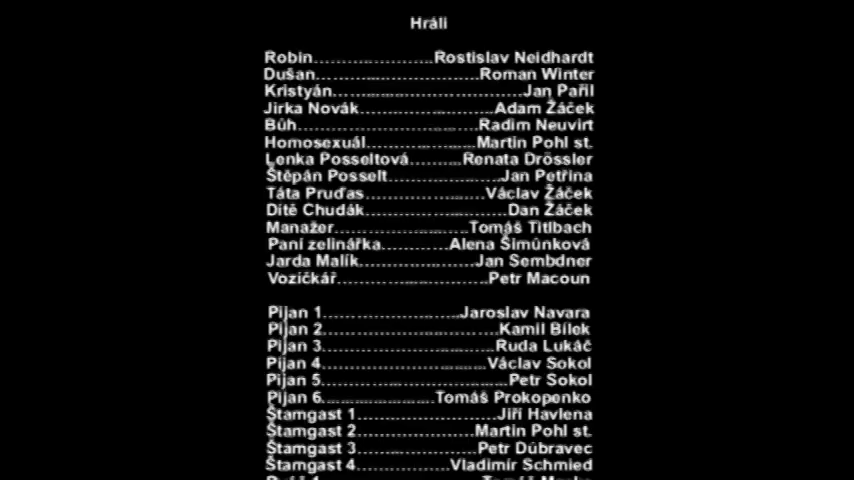 Hráli
Robin......................Rostislav Neidhardt
Dušan..............................Roman Winter
Kristyán...................................Jan Pařil
Jirka Novák.........................Adam Žáček
Bůh.................................Radim Neuvirt
Homosexuál....................Martin Pohl st.
Lenka Posseltová..........Renata Drössler
Štěpán Posselt.....................Jan Petřina
Táta Pruďas......................Václav Žáček
Dítě Chuďák..........................Dan Žáček
Manažer.........................Tomáš Titlbach
Paní zelinářka............Alena Šimůnková
Jarda Malík.....................Jan Sembdner
Vozíčkář...........................Petr Macoun
Pijan 1.........................Jaroslav Navara
Pijan 2................................Kamil Bílek
Pijan 3................................Ruda Lukáč
Pijan 4..............................Václav Sokol
Pijan 5..................................Petr Sokol
Pijan 6.....................Tomáš Prokopenko
Štamgast 1.........................Jiří Havlena
Štamgast 2.....................Martin Pohl st.
Štamgast 3......................Petr Dúbravec
Štamgast 4.................Vladimír Schmied